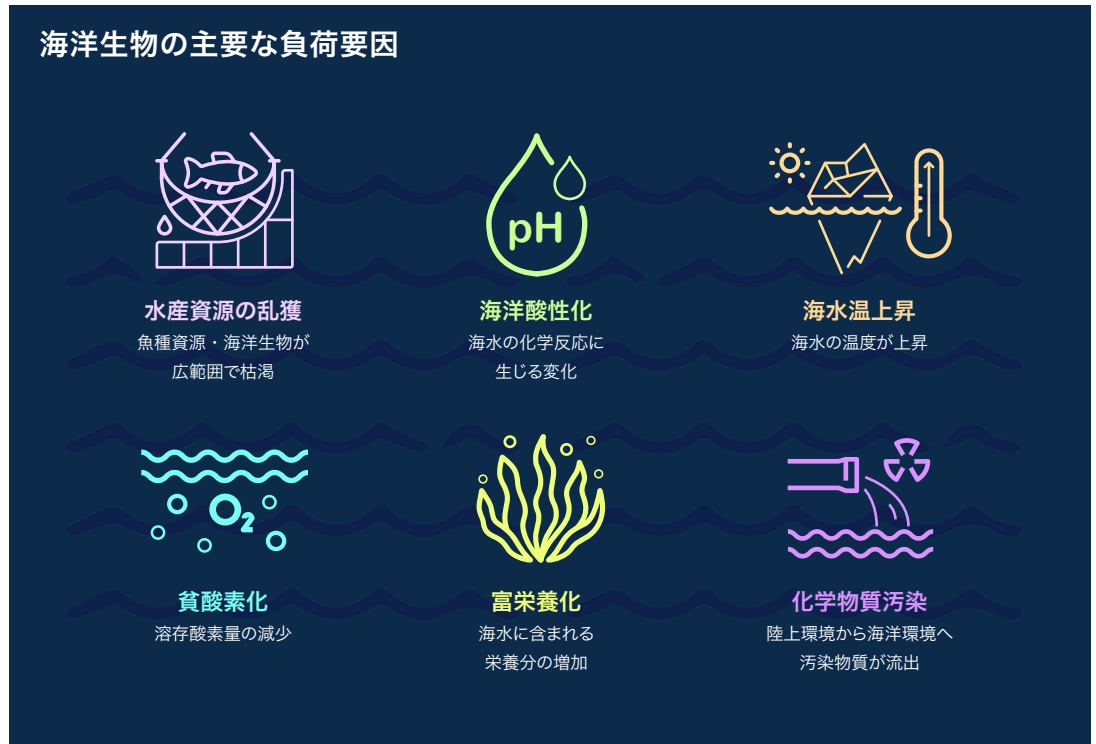 海洋生物の主要な負荷要因
水産資源の乱獲
魚種資源・海洋生物が
広範囲で枯渇
pH
海洋酸性化
海水の化学反応に
生じる変化
海水温上昇
海水の温度が上昇
O2
貧酸素化
溶存酸素量の減少
富栄養化
海水に含まれる
栄養分の増加
化学物質汚染
陸上環境から海洋環境へ
汚染物質が流出